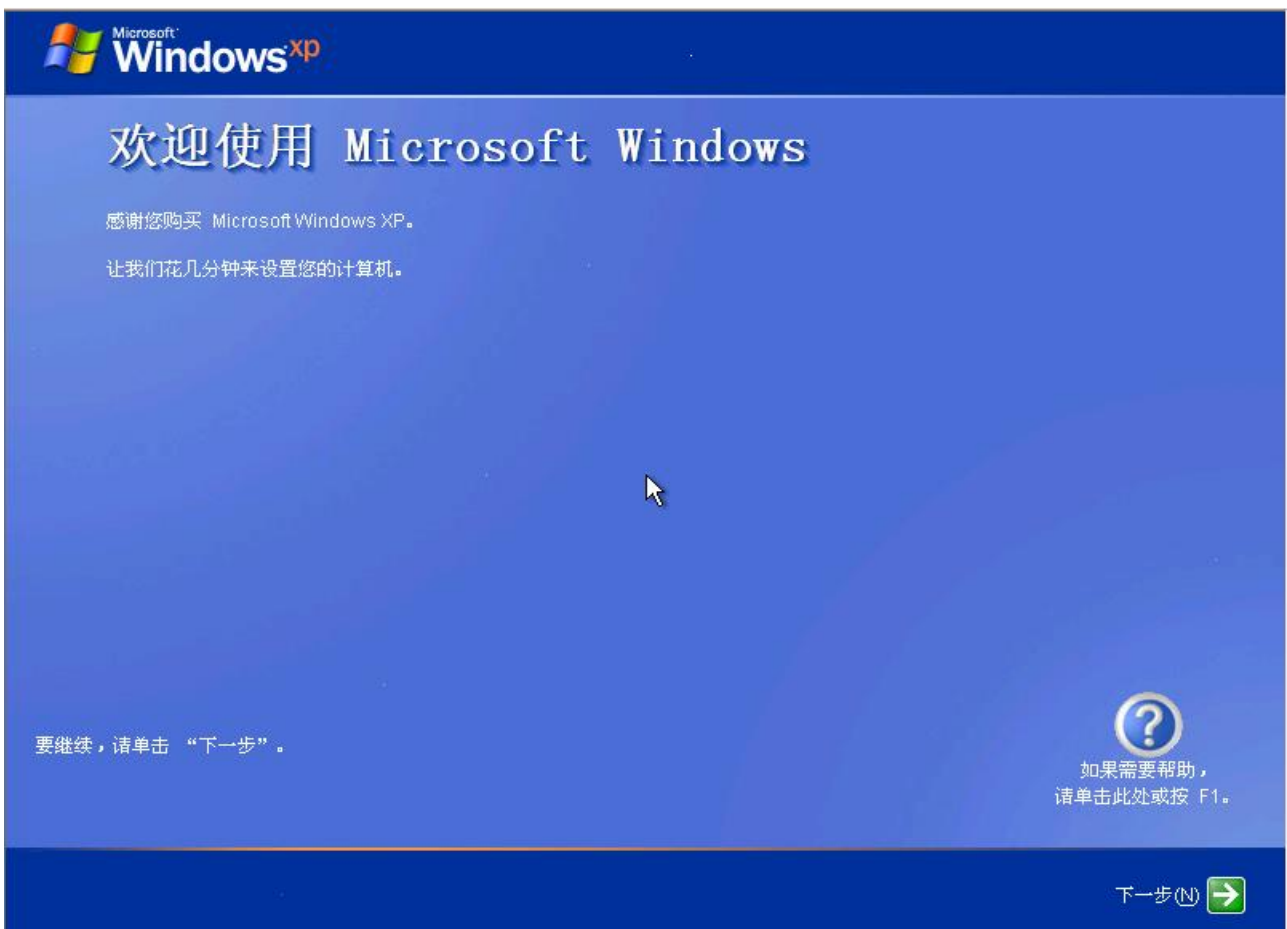 Microsoft
Windows xp
欢迎使用 Microsoft Windows
感谢您购买 Microsoft Windows XP。
让我们花几分钟来设置您的计算机。
要继续，请单击 “下一步”。
如果需要帮助，
请单击此处或按 F1。
下一步(N)